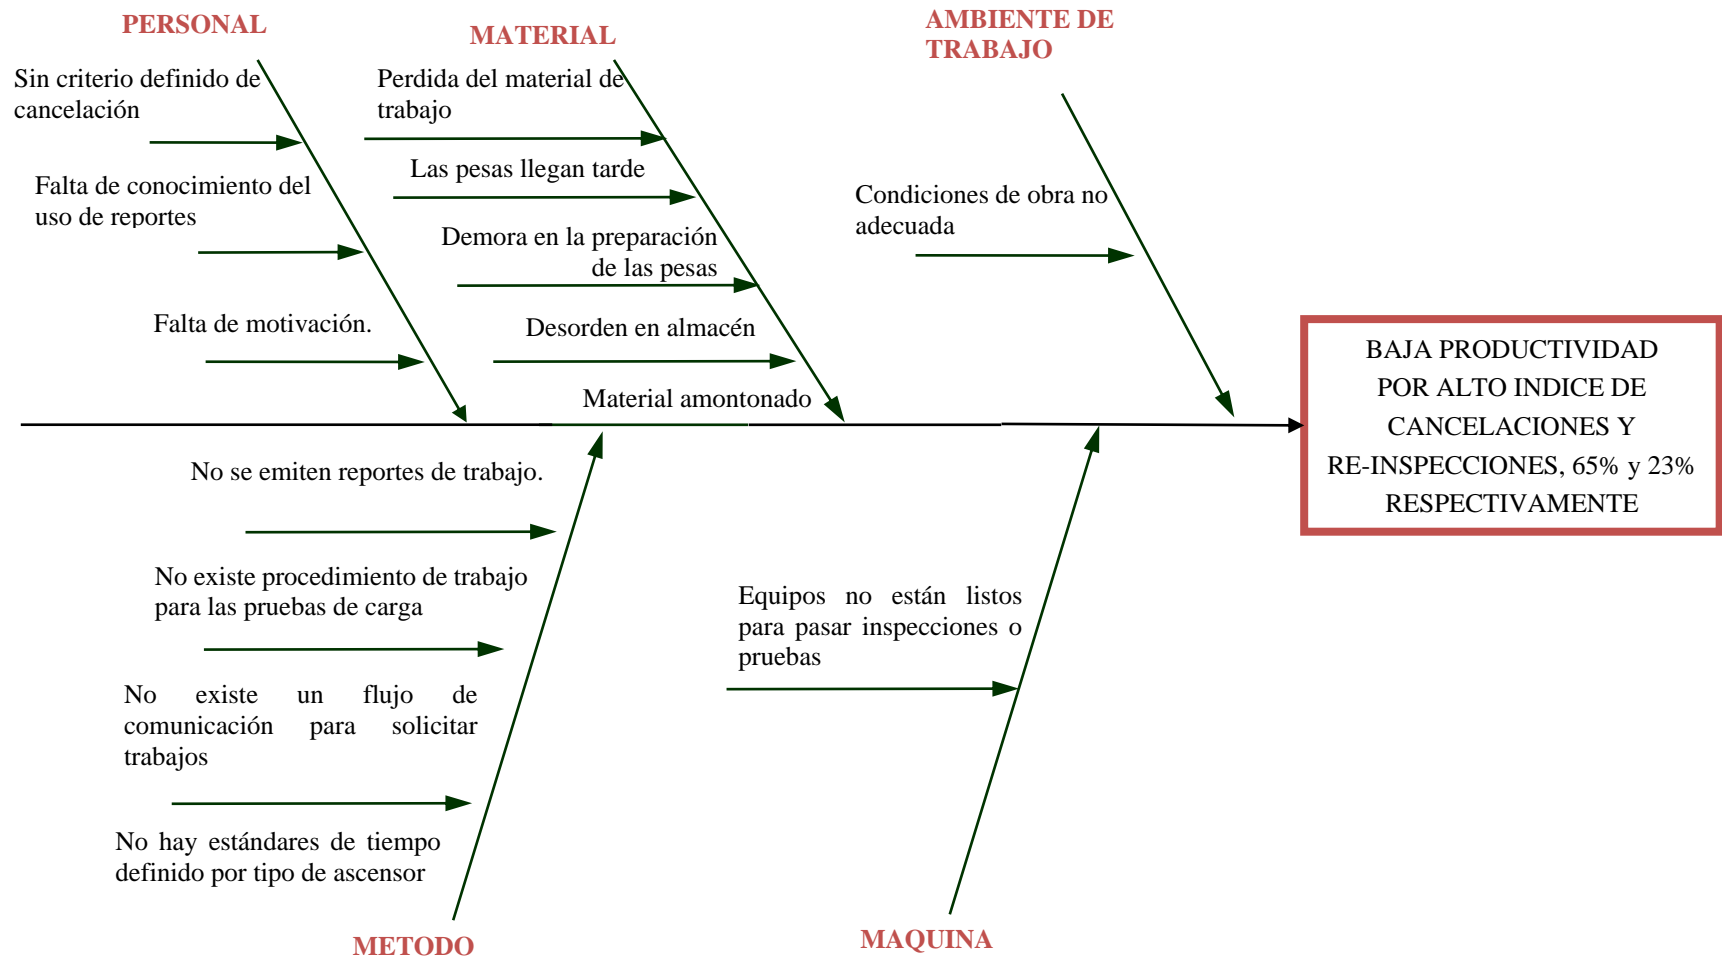 PERSONAL
Sin criterio definido de
cancelación
Falta de conocimiento del
uso de reportes
Falta de motivación.
MATERIAL
Perdida del material de
trabajo
Las pesas llegan tarde
Demora en la preparación
de las pesas
Desorden en almacén
Material amontonado
AMBIENTE DE
TRABAJO
Condiciones de obra no
adecuada
BAJA PRODUCTIVIDAD
POR ALTO INDICE DE
CANCELACIONES Y
RE-INSPECCIONES, 65% y 23%
RESPECTIVAMENTE
No se emiten reportes de trabajo.
No existe procedimiento de trabajo
para las pruebas de carga
No existe un flujo de
comunicación para solicitar
trabajos
No hay estándares de tiempo
definido por tipo de ascensor
METODO
Equipos no están listos
para pasar inspecciones o
pruebas
MAQUINA